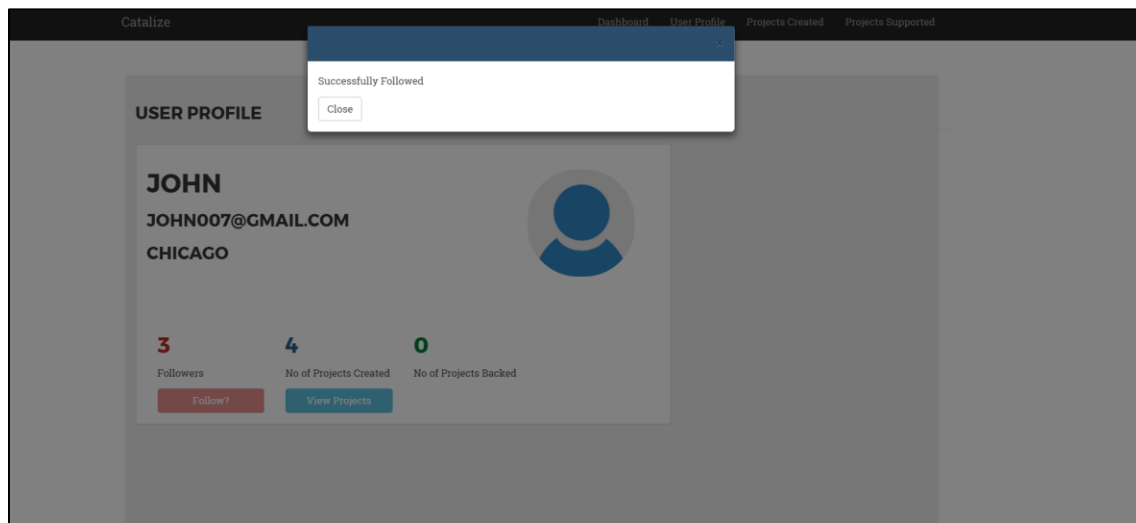 Catalize Dashboard User Profile Projects Created Projects Supported
×
Successfully Followed
Close
USER PROFILE
JOHN
JOHN007@GMAIL.COM
CHICAGO
3 4 0
Followers No of Projects Created No of Projects Backed
Follow? View Projects